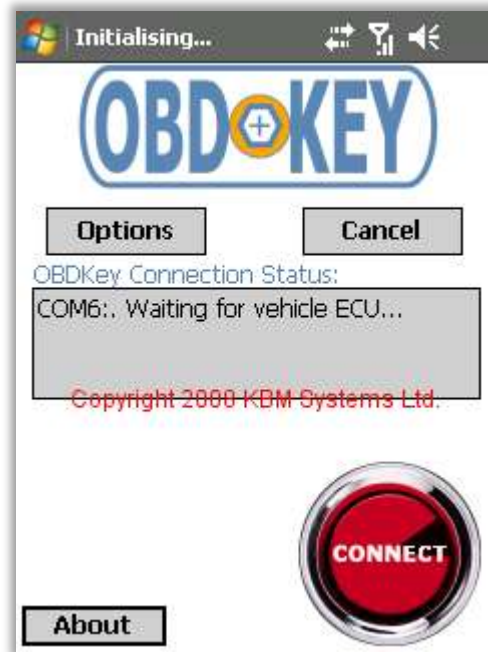 Initialising...
OBD KEY
Options Cancel
OBDKey Connection Status:
COM6:. Waiting for vehicle ECU...
Copyright KBM Systems Ltd.
CONNECT
About